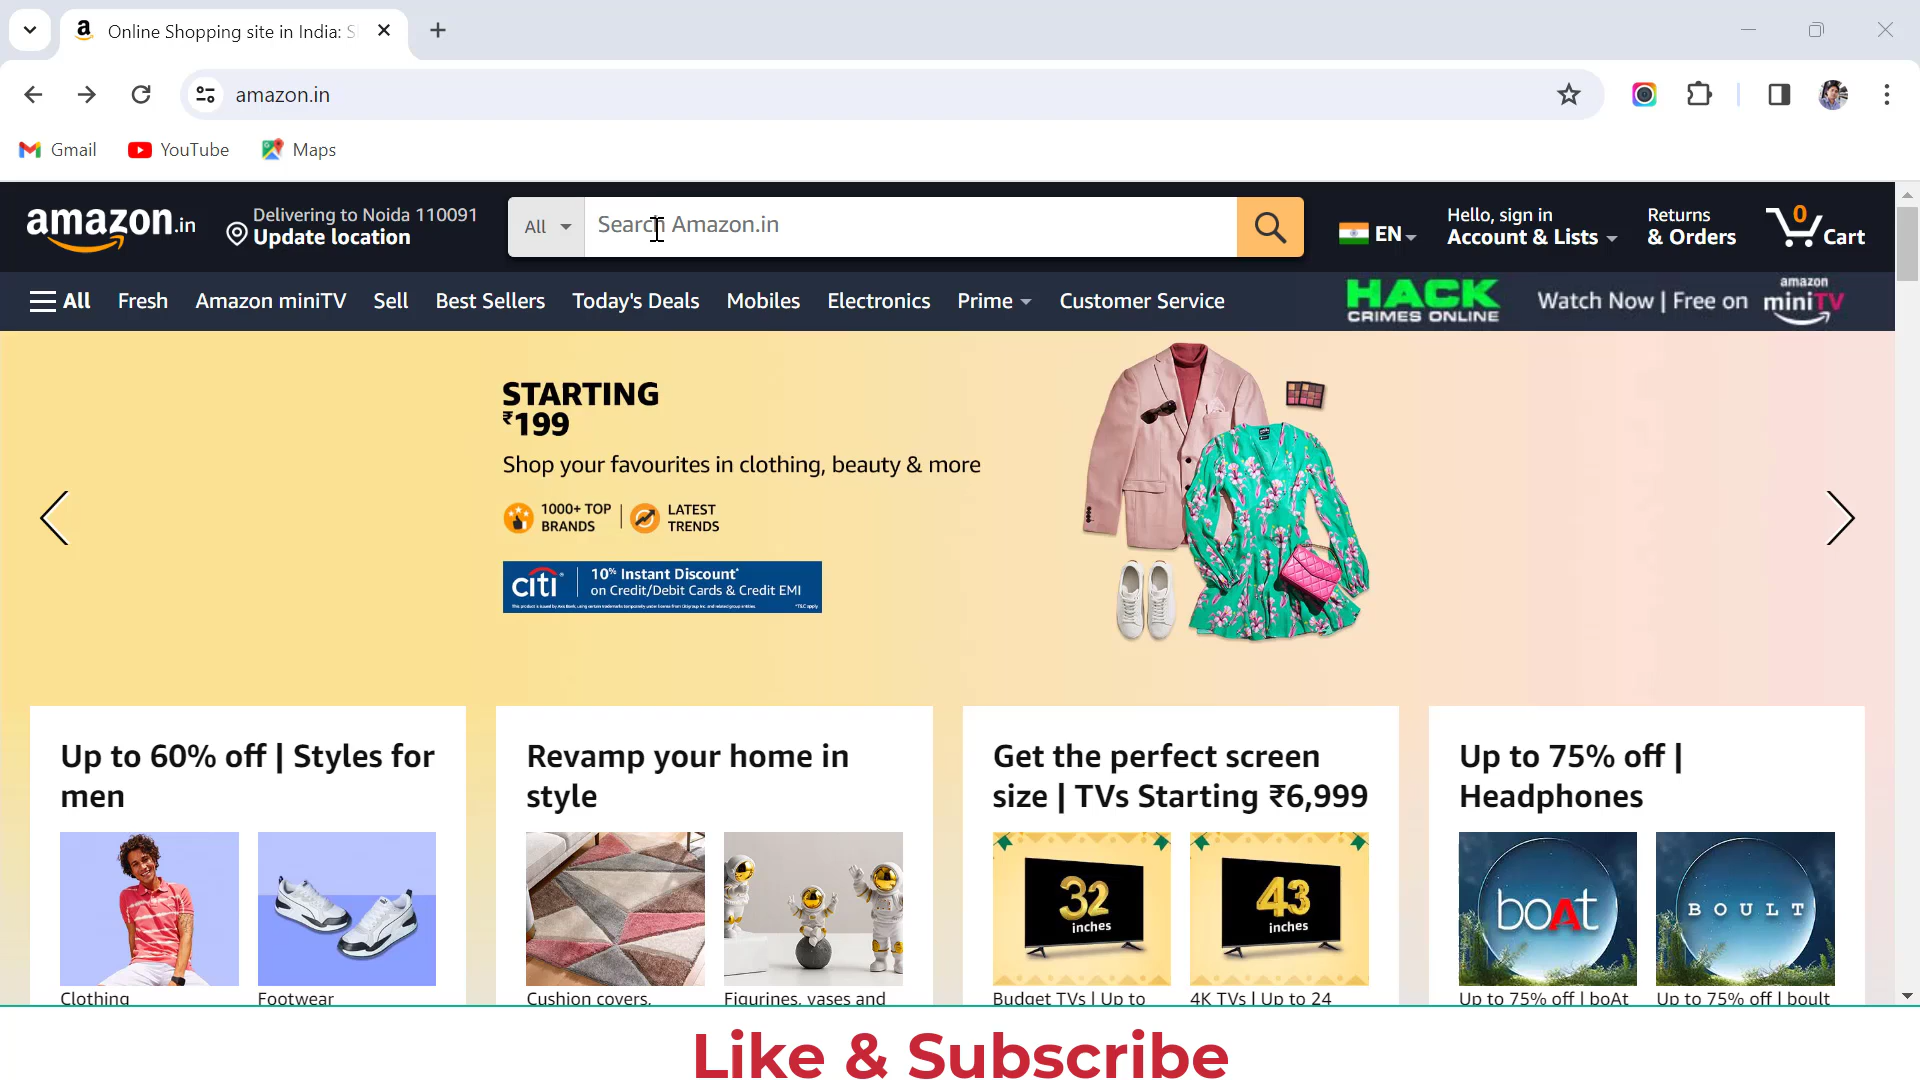 Online Shopping site in India: S
amazon.in
Gmail YouTube Maps
amazon.in
Delivering to Noida 110091
Update location
All
Search Amazon.in
EN
Hello, sign in
Account & Lists
Returns
& Orders
0
Cart
All Fresh Amazon miniTV Sell Best Sellers Today's Deals Mobiles Electronics Prime Customer Service
HACK
CRIMES ONLINE
Watch Now | Free on
amazon
miniTV
STARTING
₹199
Shop your favourites in clothing, beauty & more
1000+ TOP
BRANDS
LATEST
TRENDS
citi
10% Instant Discount*
on Credit/Debit Cards & Credit EMI
*T&C apply
Up to 60% off | Styles for
men
Clothing
Footwear
Revamp your home in
style
Cushion covers,
Figurines, vases and
Get the perfect screen
size | TVs Starting ₹6,999
32
inches
43
inches
Budget TVs | Up to
4K TVs | Up to 24
Up to 75% off |
Headphones
boAt
BOULT
Up to 75% off | boAt
Up to 75% off | boult
Like & Subscribe